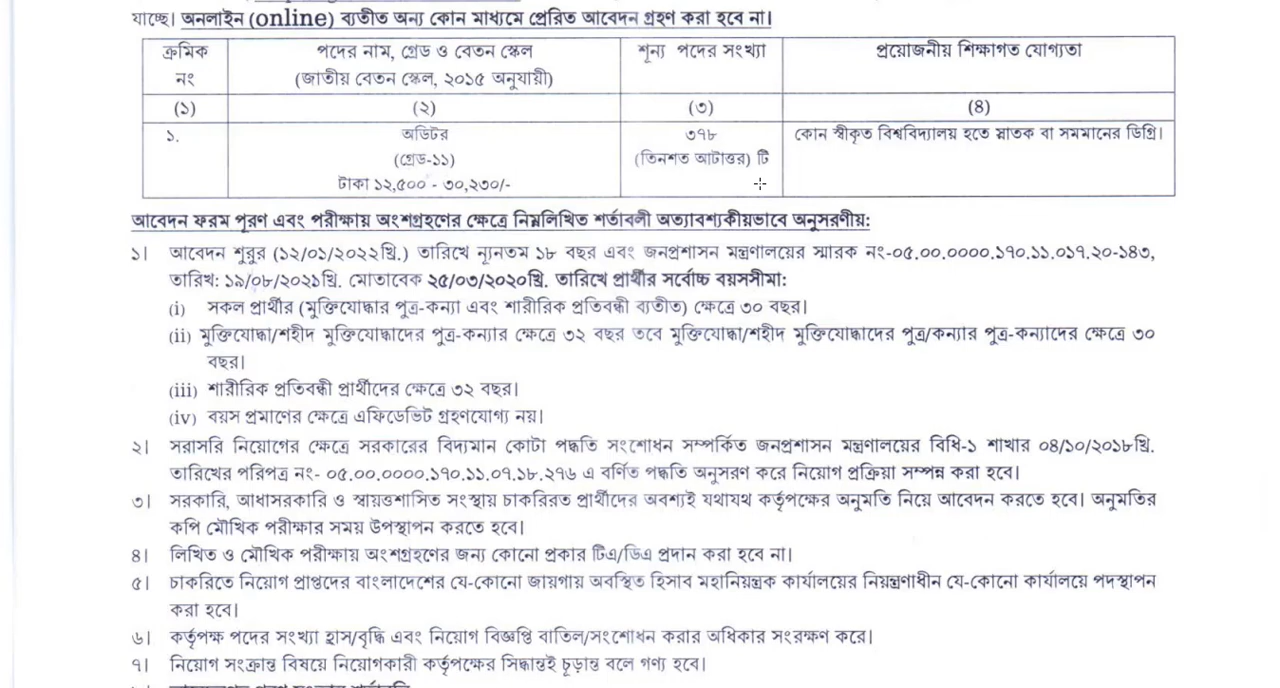 যাচ্ছে। অনলাইন (online) ব্যতীত অন্য কোন মাধ্যমে প্রেরিত আবেদন গ্রহণ করা হবে না।
ক্রমিক নং
পদের নাম, গ্রেড ও বেতন স্কেল
(জাতীয় বেতন স্কেল, ২০১৫ অনুযায়ী)
শূন্য পদের সংখ্যা
প্রয়োজনীয় শিক্ষাগত যোগ্যতা
(১) (২) (৩) (৪)
১.
অডিটর
(গ্রেড-১১)
টাকা ১২,৫০০ - ৩০,২৩০/-
৩৭৮
(তিনশত আটাত্তর) টি
কোন স্বীকৃত বিশ্ববিদ্যালয় হতে স্নাতক বা সমমানের ডিগ্রি।
আবেদন ফরম পূরণ এবং পরীক্ষায় অংশগ্রহণের ক্ষেত্রে নিম্নলিখিত শর্তাবলী অত্যাবশ্যকীয়ভাবে অনুসরণীয়:
১। আবেদন শুরুর (১২/০১/২০২২খ্রি.) তারিখে ন্যূনতম ১৮ বছর এবং জনপ্রশাসন মন্ত্রণালয়ের স্মারক নং-০৫.০০.০০০০.১৭০.১১.০১৭.২০-১৪৩,
তারিখ: ১৯/০৮/২০২১খ্রি. মোতাবেক ২৫/০৩/২০২০খ্রি. তারিখে প্রার্থীর সর্বোচ্চ বয়সসীমা:
(i) সকল প্রার্থীর (মুক্তিযোদ্ধার পুত্র-কন্যা এবং শারীরিক প্রতিবন্ধী ব্যতীত) ক্ষেত্রে ৩০ বছর।
(ii) মুক্তিযোদ্ধা/শহীদ মুক্তিযোদ্ধাদের পুত্র-কন্যার ক্ষেত্রে ৩২ বছর তবে মুক্তিযোদ্ধা/শহীদ মুক্তিযোদ্ধাদের পুত্র/কন্যার পুত্র-কন্যাদের ক্ষেত্রে ৩০
বছর।
(iii) শারীরিক প্রতিবন্ধী প্রার্থীদের ক্ষেত্রে ৩২ বছর।
(iv) বয়স প্রমাণের ক্ষেত্রে এফিডেভিট গ্রহণযোগ্য নয়।
২। সরাসরি নিয়োগের ক্ষেত্রে সরকারের বিদ্যমান কোটা পদ্ধতি সংশোধন সম্পর্কিত জনপ্রশাসন মন্ত্রণালয়ের বিধি-১ শাখার ০৪/১০/২০১৮খ্রি.
তারিখের পরিপত্র নং- ০৫.০০.০০০০.১৭০.১১.০৭.১৮.২৭৬ এ বর্ণিত পদ্ধতি অনুসরণ করে নিয়োগ প্রক্রিয়া সম্পন্ন করা হবে।
৩। সরকারি, আধাসরকারি ও স্বায়ত্তশাসিত সংস্থায় চাকরিরত প্রার্থীদের অবশ্যই যথাযথ কর্তৃপক্ষের অনুমতি নিয়ে আবেদন করতে হবে। অনুমতির
কপি মৌখিক পরীক্ষার সময় উপস্থাপন করতে হবে।
৪। লিখিত ও মৌখিক পরীক্ষায় অংশগ্রহণের জন্য কোনো প্রকার টিএ/ডিএ প্রদান করা হবে না।
৫। চাকরিতে নিয়োগ প্রাপ্তদের বাংলাদেশের যে-কোনো জায়গায় অবস্থিত হিসাব মহানিয়ন্ত্রক কার্যালয়ের নিয়ন্ত্রণাধীন যে-কোনো কার্যালয়ে পদস্থাপন
করা হবে।
৬। কর্তৃপক্ষ পদের সংখ্যা হ্রাস/বৃদ্ধি এবং নিয়োগ বিজ্ঞপ্তি বাতিল/সংশোধন করার অধিকার সংরক্ষণ করে।
৭। নিয়োগ সংক্রান্ত বিষয়ে নিয়োগকারী কর্তৃপক্ষের সিদ্ধান্তই চূড়ান্ত বলে গণ্য হবে।